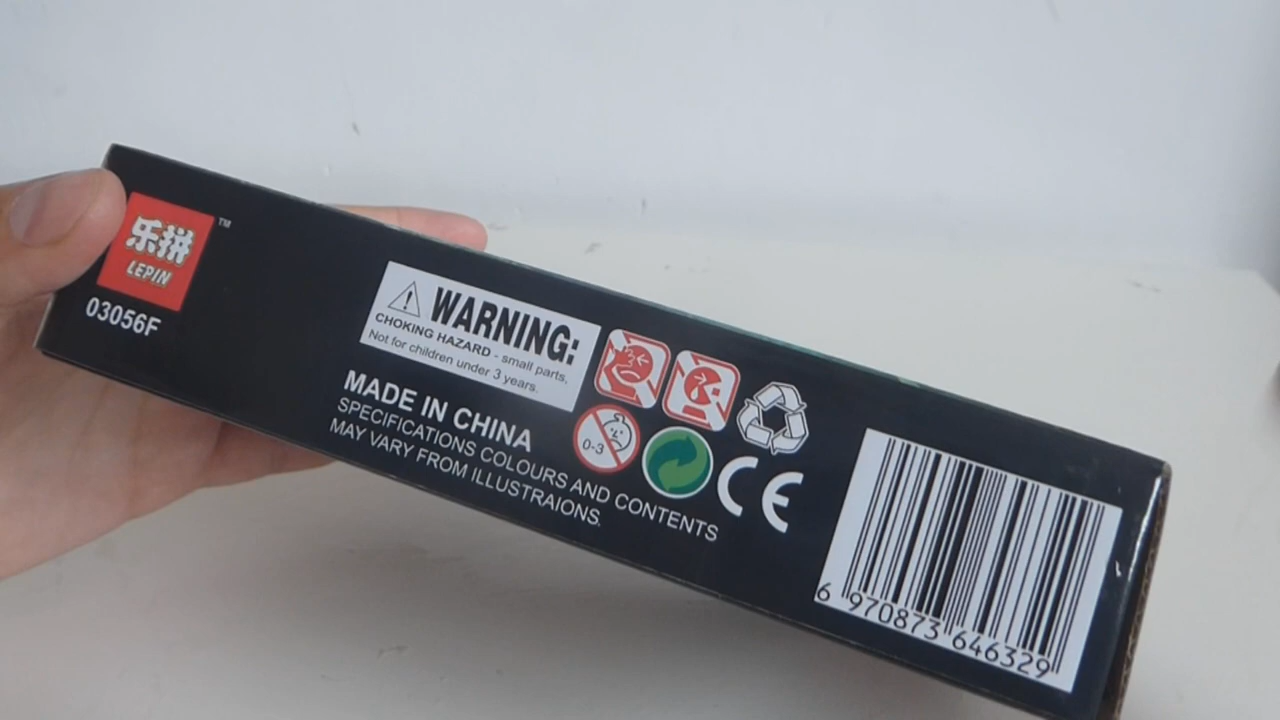 乐拼
LEPIN
TM
03056F
WARNING:
CHOKING HAZARD - small parts,
Not for children under 3 years.
MADE IN CHINA
SPECIFICATIONS COLOURS AND CONTENTS
MAY VARY FROM ILLUSTRAIONS.
0-3
CE
6 970873 646329